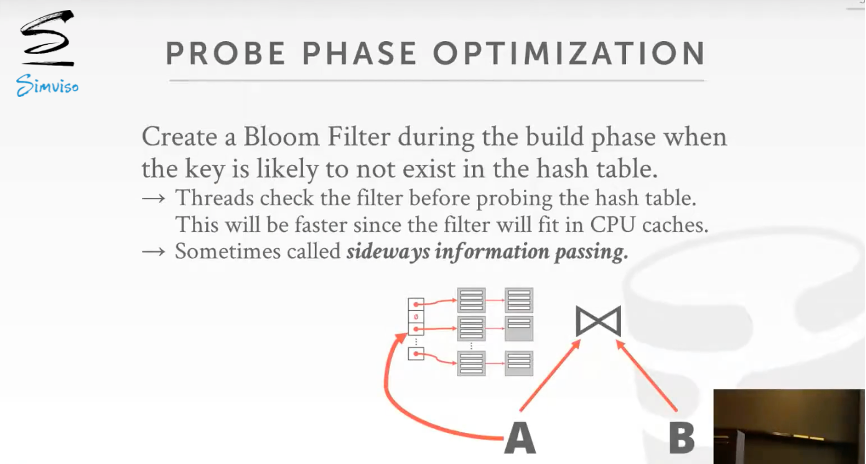 Simviso
PROBE PHASE OPTIMIZATION
Create a Bloom Filter during the build phase when
the key is likely to not exist in the hash table.
→ Threads check the filter before probing the hash table.
This will be faster since the filter will fit in CPU caches.
→ Sometimes called sideways information passing.
ø
⋮
⋮
⋈
A
B